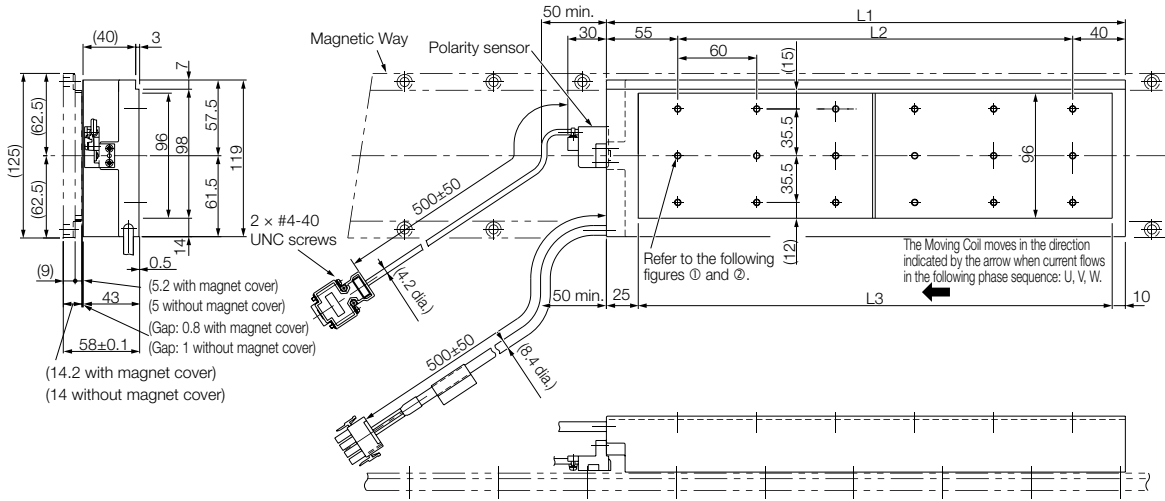 50 min.
L1
(40)
3
30
55
L2
40
Magnetic Way
Polarity sensor
60
(15)
7
(125)
(62.5)
(62.5)
96
98
57.5
61.5
119
14
35.5
35.5
96
500±50
2 × #4-40
UNC screws
(4.2 dia.)
Refer to the following
figures ① and ②.
(12)
The Moving Coil moves in the direction
indicated by the arrow when current flows
in the following phase sequence: U, V, W.
0.5
(9)
(5.2 with magnet cover)
43
(5 without magnet cover)
(Gap: 0.8 with magnet cover)
58±0.1
(Gap: 1 without magnet cover)
(14.2 with magnet cover)
(14 without magnet cover)
50 min.
25
L3
10
500±50
(8.4 dia.)